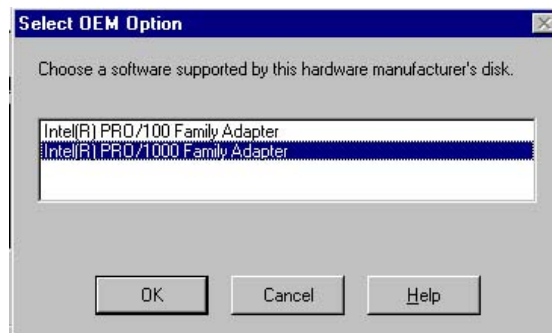 Select OEM Option
Choose a software supported by this hardware manufacturer's disk.
Intel(R) PRO/100 Family Adapter
Intel(R) PRO/1000 Family Adapter
OK Cancel Help